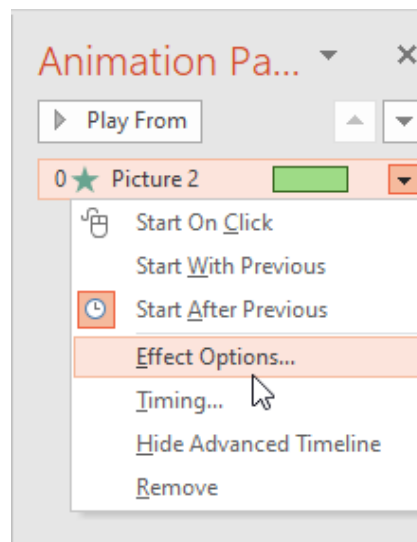 Animation Pa...
Play From
0 Picture 2
Start On Click
Start With Previous
Start After Previous
Effect Options...
Timing...
Hide Advanced Timeline
Remove